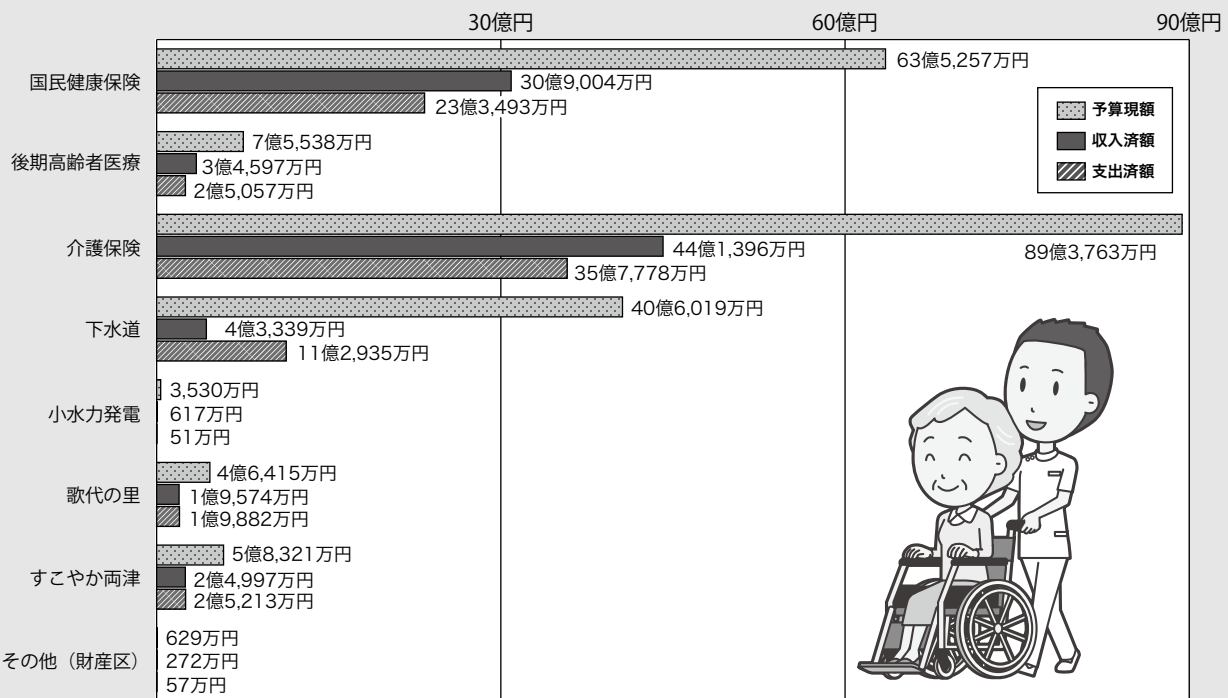 30億円
60億円
90億円
国民健康保険
63億5,257万円
30億9,004万円
23億3,493万円
予算現額
収入済額
支出済額
後期高齢者医療
7億5,538万円
3億4,597万円
2億5,057万円
介護保険
89億3,763万円
44億1,396万円
35億7,778万円
下水道
40億6,019万円
4億3,339万円
11億2,935万円
小水力発電
3,530万円
617万円
51万円
歌代の里
4億6,415万円
1億9,574万円
1億9,882万円
すこやか両津
5億8,321万円
2億4,997万円
2億5,213万円
その他（財産区）
629万円
272万円
57万円